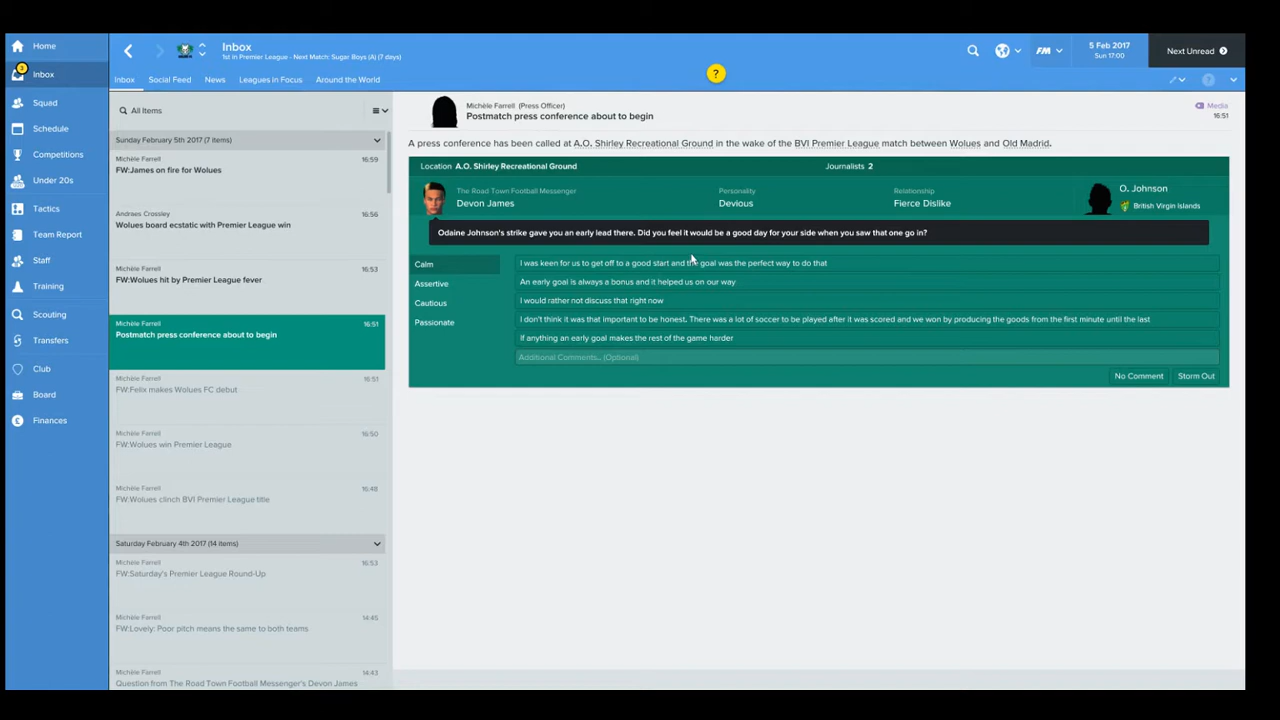 Home
3
Inbox
Squad
Schedule
Competitions
Under 20s
Tactics
Team Report
Staff
Training
Scouting
Transfers
Club
Board
Finances
Inbox
1st in Premier League - Next Match: Sugar Boys (A) (7 days)
FM
5 Feb 2017
Sun 17:00
Next Unread
Inbox
Social Feed
News
Leagues in Focus
Around the World
?
?
All Items
Sunday February 5th 2017 (7 items)
Michèle Farrell 16:59
FW:James on fire for Wolues
Andraes Crossley 16:56
Wolues board ecstatic with Premier League win
Michèle Farrell 16:53
FW:Wolues hit by Premier League fever
Michèle Farrell 16:51
Postmatch press conference about to begin
Michèle Farrell 16:51
FW:Felix makes Wolues FC debut
Michèle Farrell 16:50
FW:Wolues win Premier League
Michèle Farrell 16:48
FW:Wolues clinch BVI Premier League title
Saturday February 4th 2017 (14 items)
Michèle Farrell 16:53
FW:Saturday's Premier League Round-Up
Michèle Farrell 14:45
FW:Lovely: Poor pitch means the same to both teams
Michèle Farrell 14:43
Question from The Road Town Football Messenger's Devon James
Michèle Farrell (Press Officer)
Postmatch press conference about to begin
Media
16:51
A press conference has been called at A.O. Shirley Recreational Ground in the wake of the BVI Premier League match between Wolues and Old Madrid.
Location A.O. Shirley Recreational Ground
Journalists 2
The Road Town Football Messenger
Devon James
Personality
Devious
Relationship
Fierce Dislike
O. Johnson
British Virgin Islands
Odaine Johnson's strike gave you an early lead there. Did you feel it would be a good day for your side when you saw that one go in?
Calm
Assertive
Cautious
Passionate
I was keen for us to get off to a good start and the goal was the perfect way to do that
An early goal is always a bonus and it helped us on our way
I would rather not discuss that right now
I don't think it was that important to be honest. There was a lot of soccer to be played after it was scored and we won by producing the goods from the first minute until the last
If anything an early goal makes the rest of the game harder
Additional Comments.. (Optional)
No Comment
Storm Out